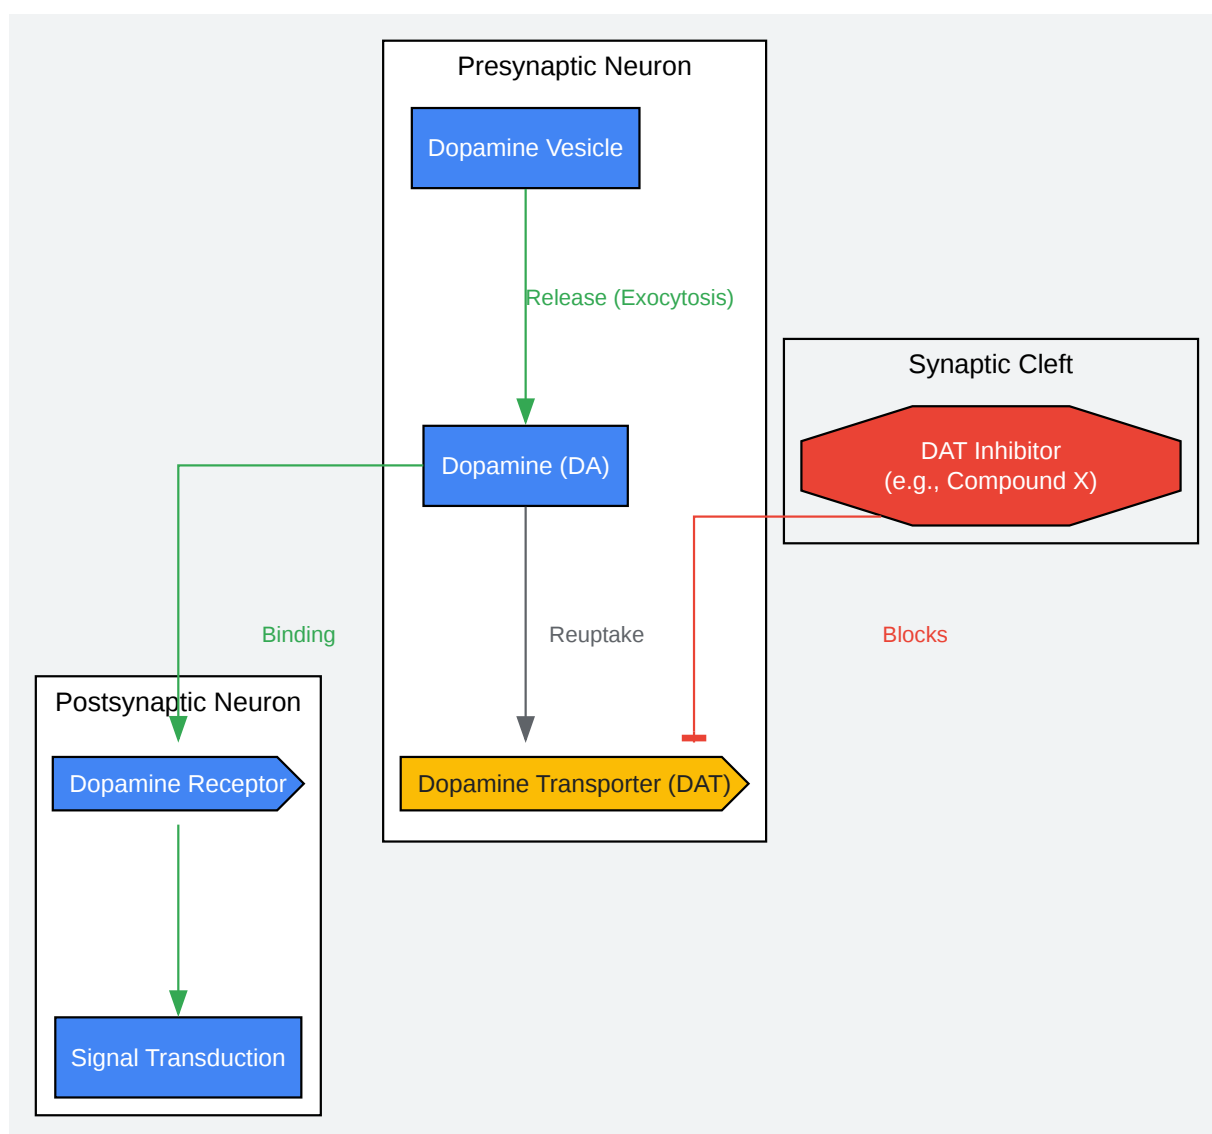 Presynaptic Neuron
Dopamine Vesicle
Release (Exocytosis)
Synaptic Cleft
DAT Inhibitor
(e.g., Compound X)
Dopamine (DA)
Binding
Reuptake
Blocks
Postsynaptic Neuron
Dopamine Receptor
Dopamine Transporter (DAT)
Signal Transduction